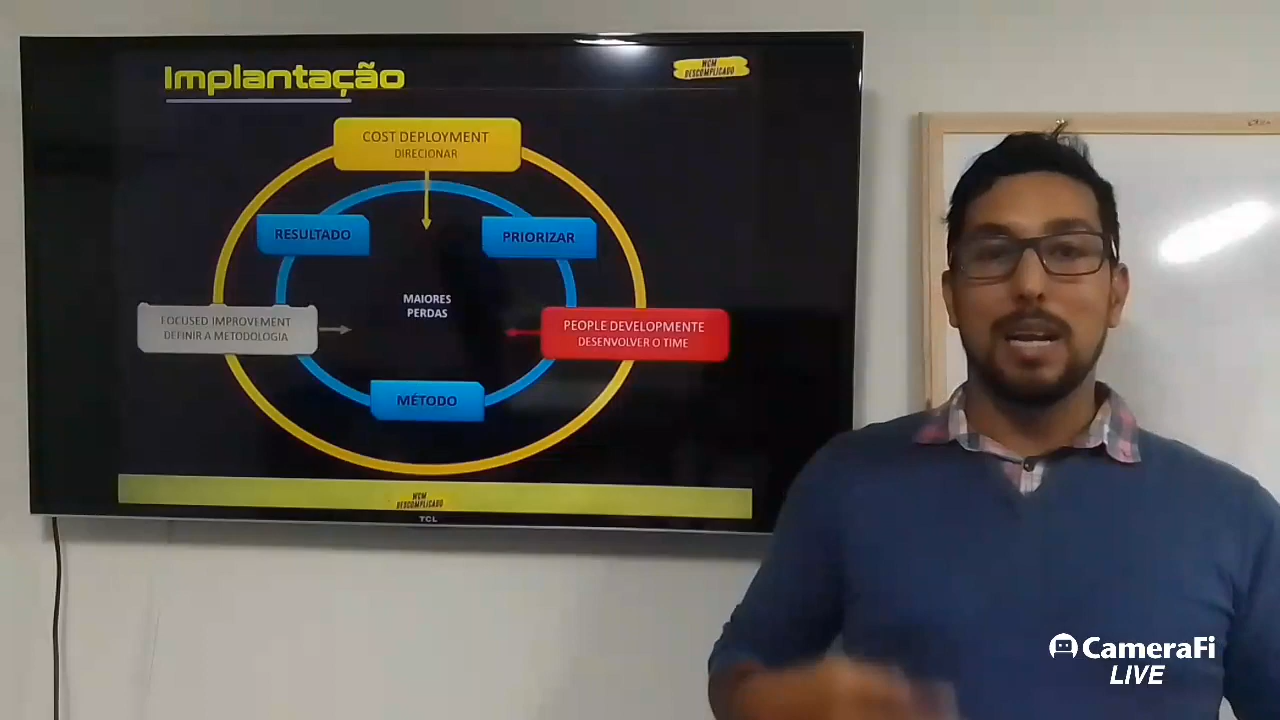 Implantação
WCM
DESCOMPLICADO
COST DEPLOYMENT
DIRECIONAR
RESULTADO
PRIORIZAR
MAIORES
PERDAS
FOCUSED IMPROVEMENT
DEFINIR A METODOLOGIA
PEOPLE DEVELOPMENTE
DESENVOLVER O TIME
MÉTODO
WCM
DESCOMPLICADO
TCL
CameraFi
LIVE